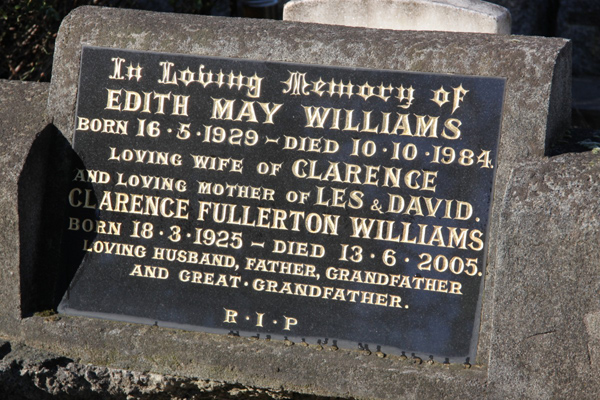 In Loving Memory of
EDITH MAY WILLIAMS
BORN 16·5·1929 – DIED 10·10·1984
LOVING WIFE OF CLARENCE
AND LOVING MOTHER OF LES & DAVID.
CLARENCE FULLERTON WILLIAMS
BORN 18·3·1925 – DIED 13·6·2005.
LOVING HUSBAND, FATHER, GRANDFATHER
AND GREAT·GRANDFATHER.
R·I·P